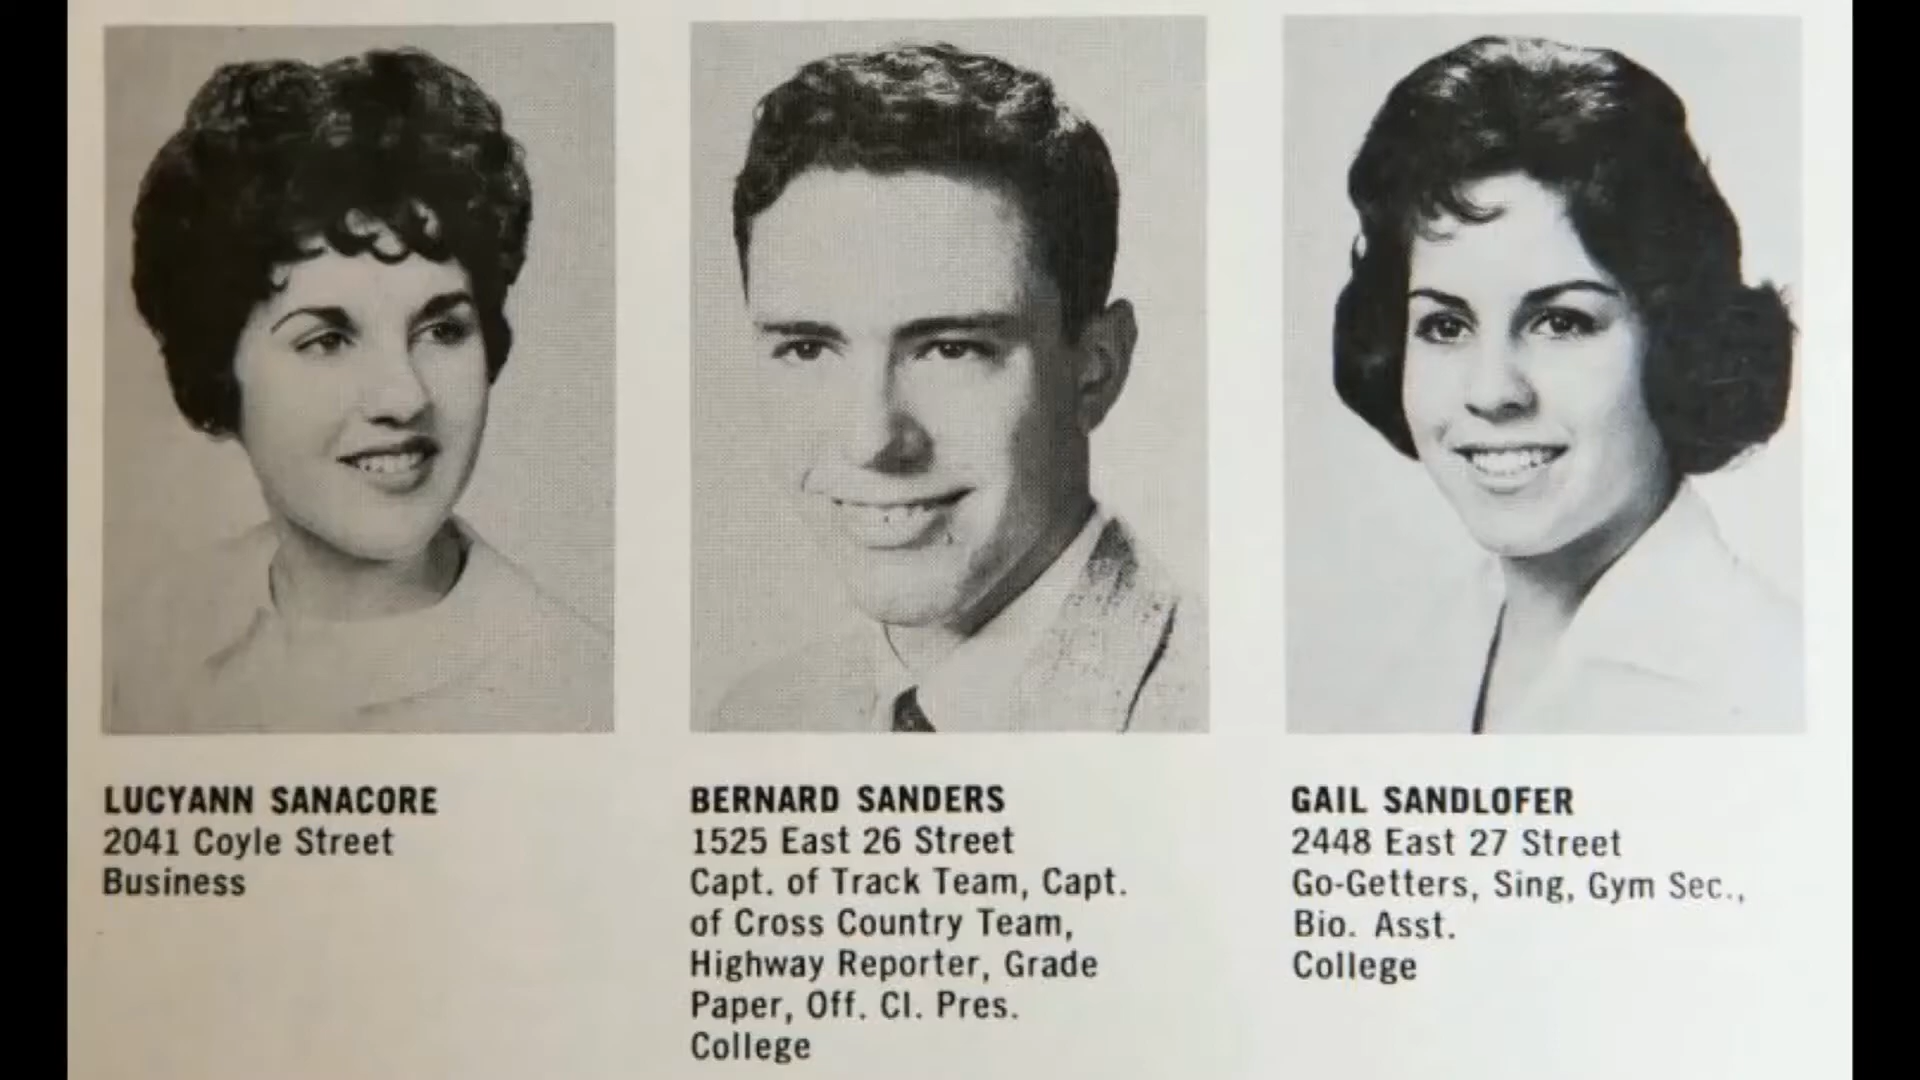 LUCYANN SANACORE
2041 Coyle Street
Business
BERNARD SANDERS
1525 East 26 Street
Capt. of Track Team, Capt.
of Cross Country Team,
Highway Reporter, Grade
Paper, Off. Cl. Pres.
College
GAIL SANDLOFER
2448 East 27 Street
Go-Getters, Sing, Gym Sec.,
Bio. Asst.
College